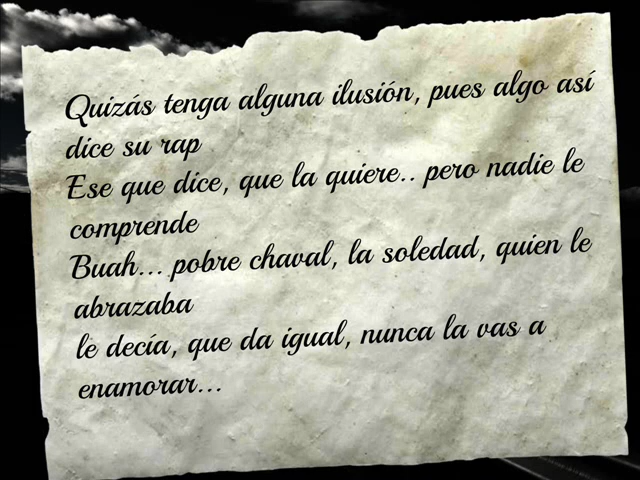 Quizás tenga alguna ilusión, pues algo así
dice su rap
Ese que dice, que la quiere.. pero nadie le
comprende
Buah... pobre chaval, la soledad, quien le
abrazaba
le decía, que da igual, nunca la vas a
enamorar...